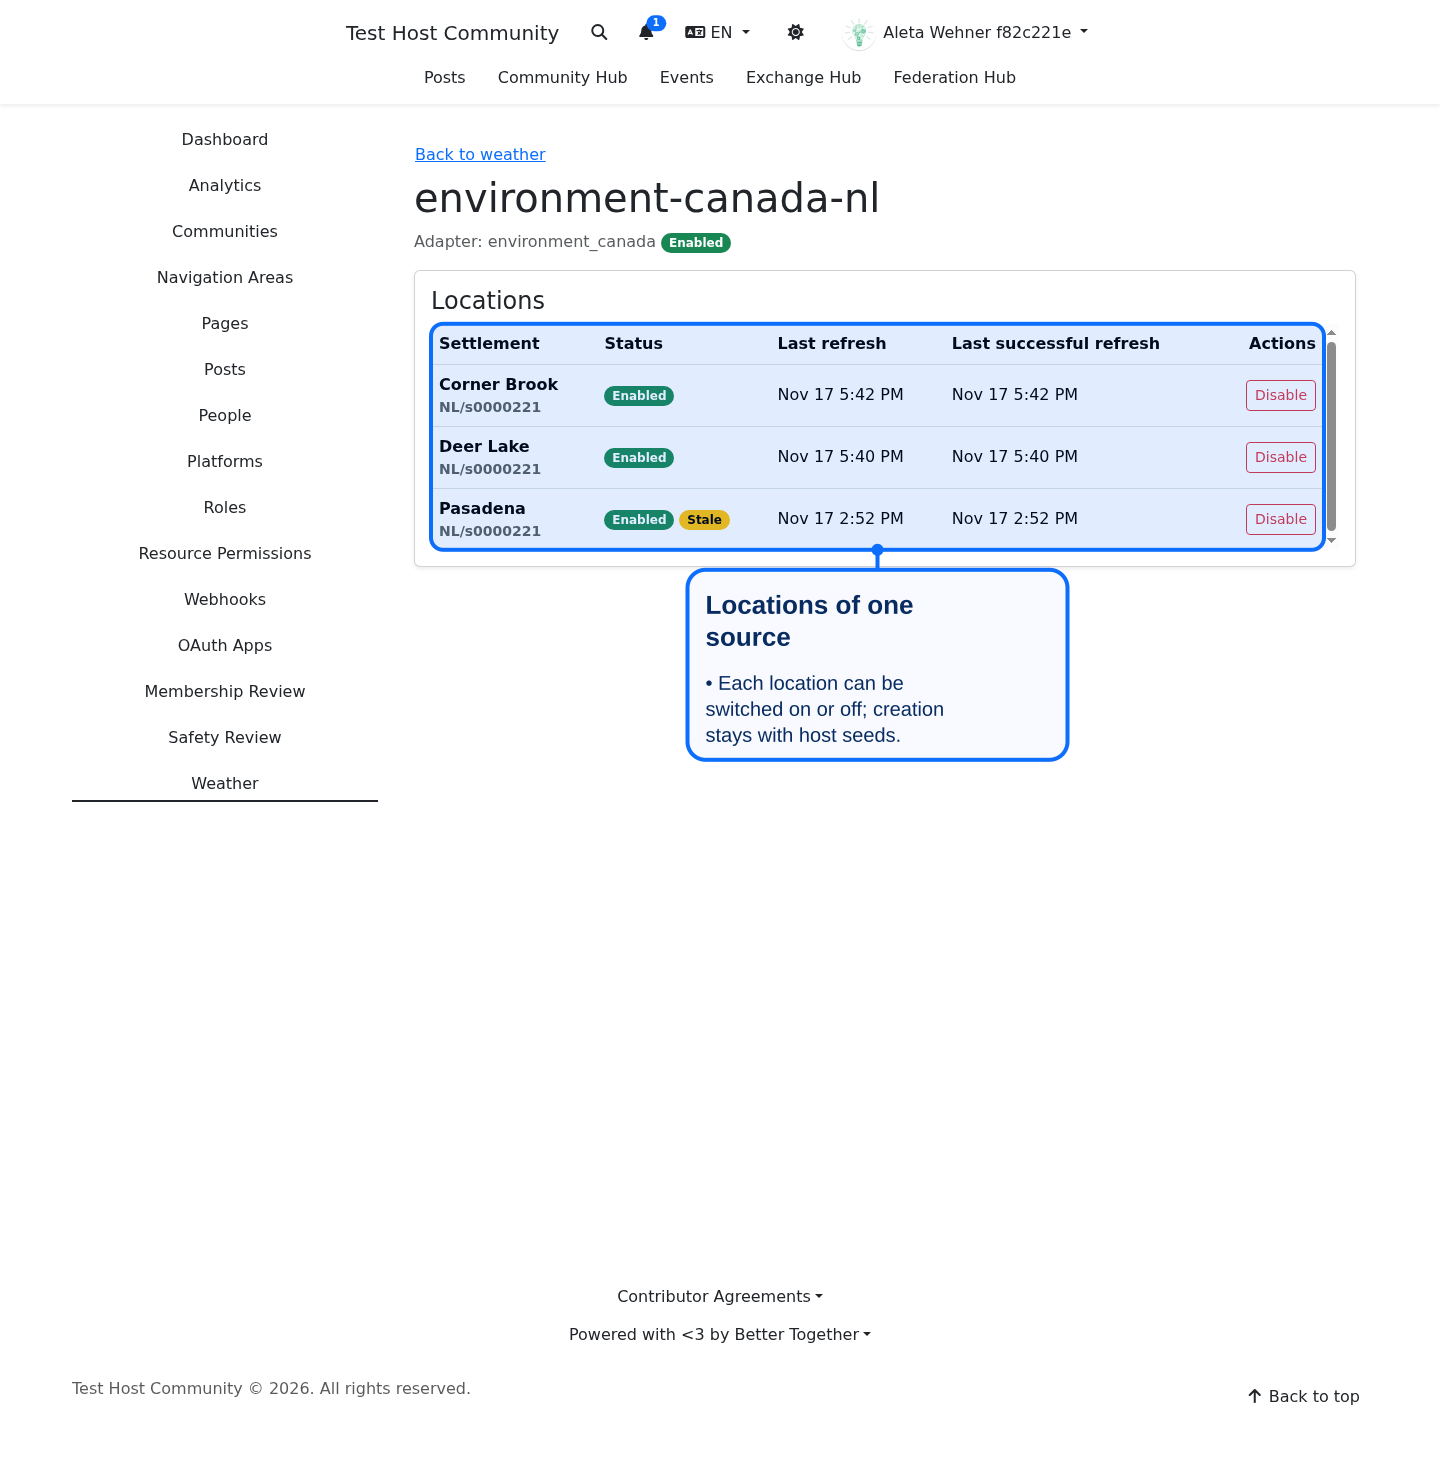 Test Host Community
1
EN
Aleta Wehner f82c221e
Posts Community Hub Events Exchange Hub Federation Hub
Dashboard
Analytics
Communities
Navigation Areas
Pages
Posts
People
Platforms
Roles
Resource Permissions
Webhooks
OAuth Apps
Membership Review
Safety Review
Weather
Back to weather
environment-canada-nl
Adapter: environment_canada Enabled
Locations
Settlement Status Last refresh Last successful refresh Actions
Corner Brook
NL/s0000221
Enabled Nov 17 5:42 PM Nov 17 5:42 PM Disable
Deer Lake
NL/s0000221
Enabled Nov 17 5:40 PM Nov 17 5:40 PM Disable
Pasadena
NL/s0000221
Enabled Stale Nov 17 2:52 PM Nov 17 2:52 PM Disable
Locations of one
source
• Each location can be
switched on or off; creation
stays with host seeds.
Contributor Agreements
Powered with <3 by Better Together
Test Host Community © 2026. All rights reserved.
Back to top